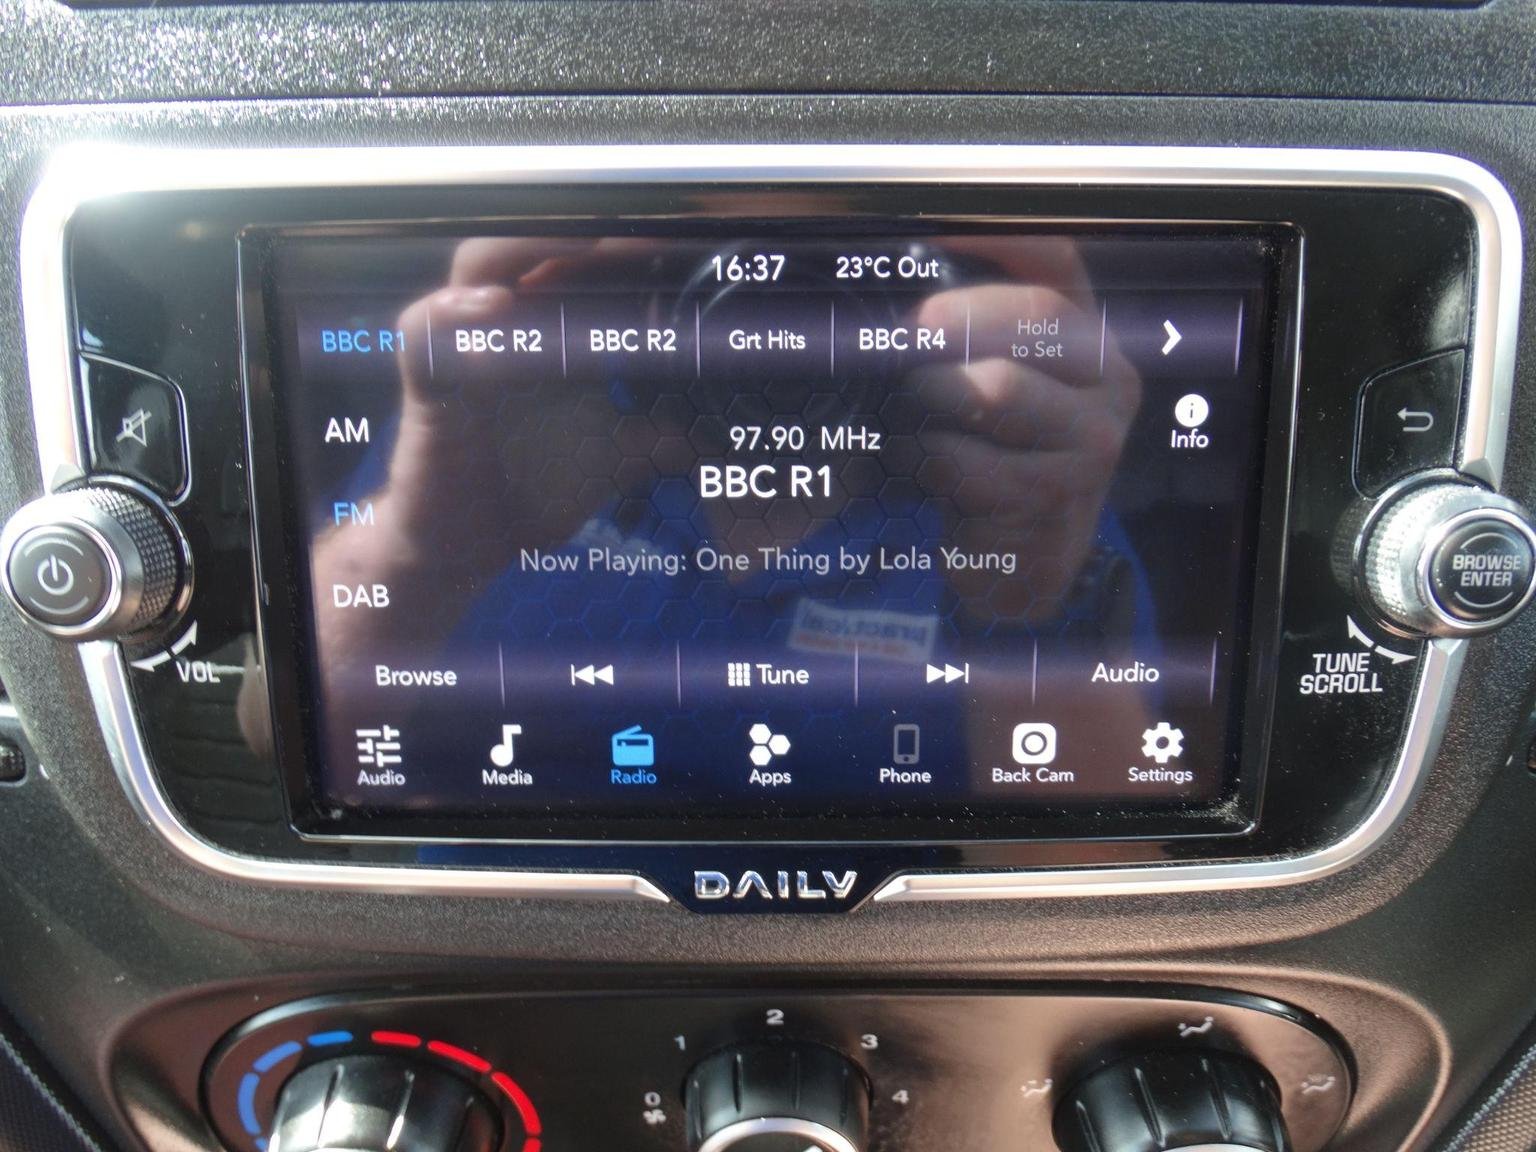 16:37 23°C Out
BBC R1 BBC R2 BBC R2 Grt Hits BBC R4 Hold to Set
AM
97.90 MHz
Info
BBC R1
FM
Now Playing: One Thing by Lola Young
DAB
BROWSE
ENTER
VOL
TUNE
SCROLL
Browse Tune Audio
Audio Media Radio Apps Phone Back Cam Settings
DAILY
0 1 2 3 4
practical